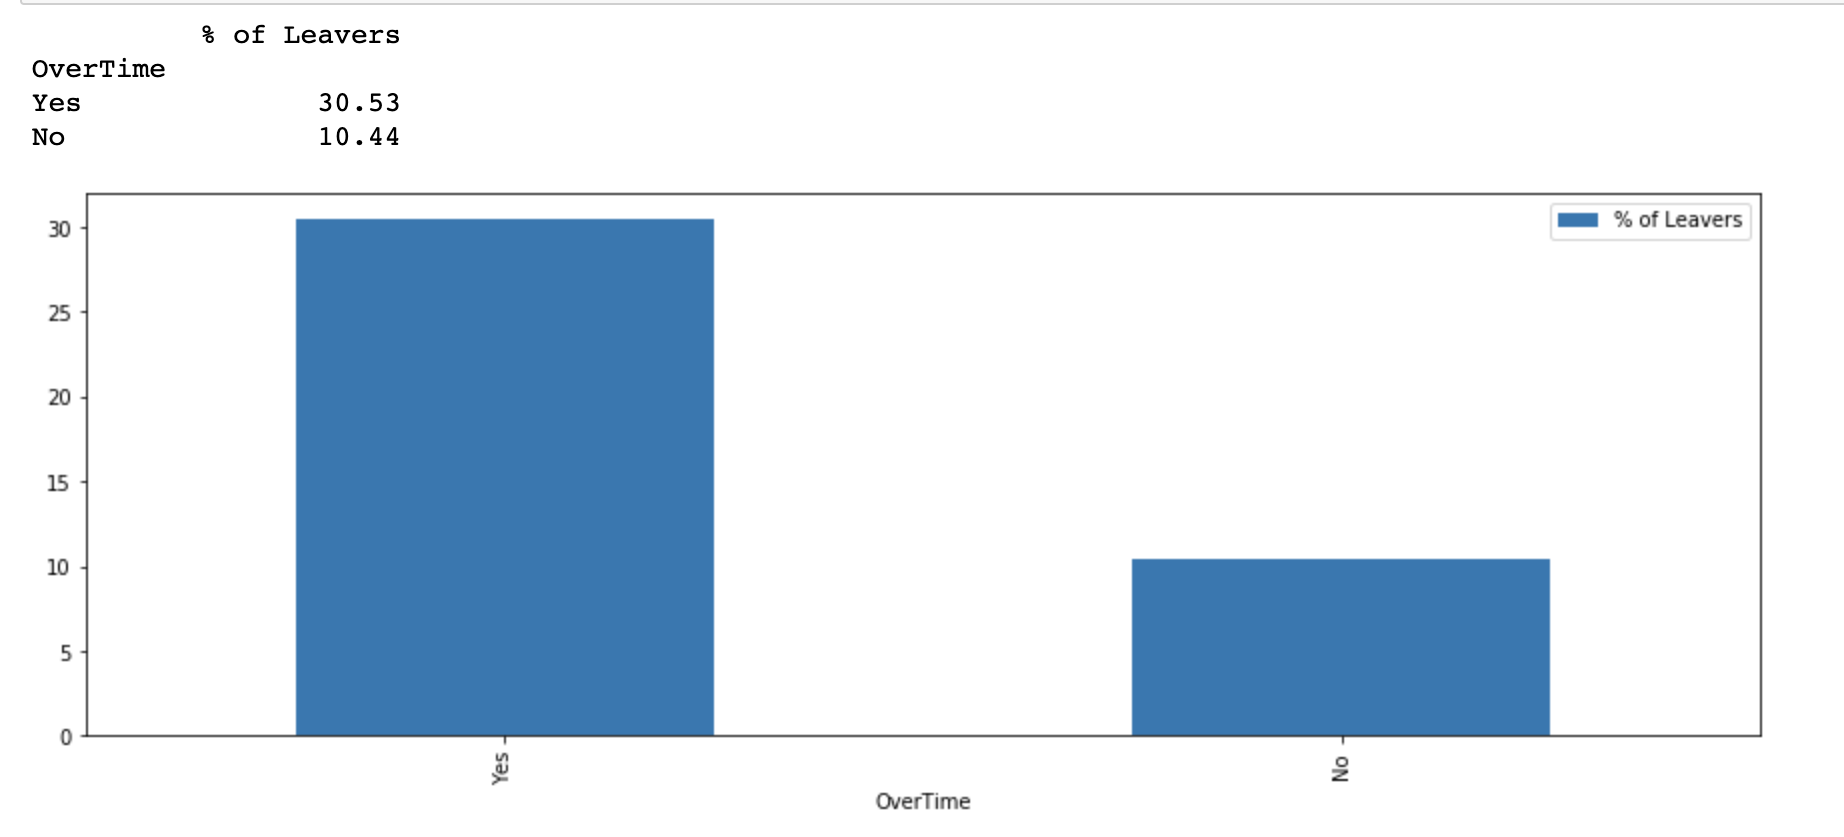 % of Leavers
OverTime
Yes 30.53
No 10.44
% of Leavers
30
25
20
15
10
5
0
Yes
No
OverTime